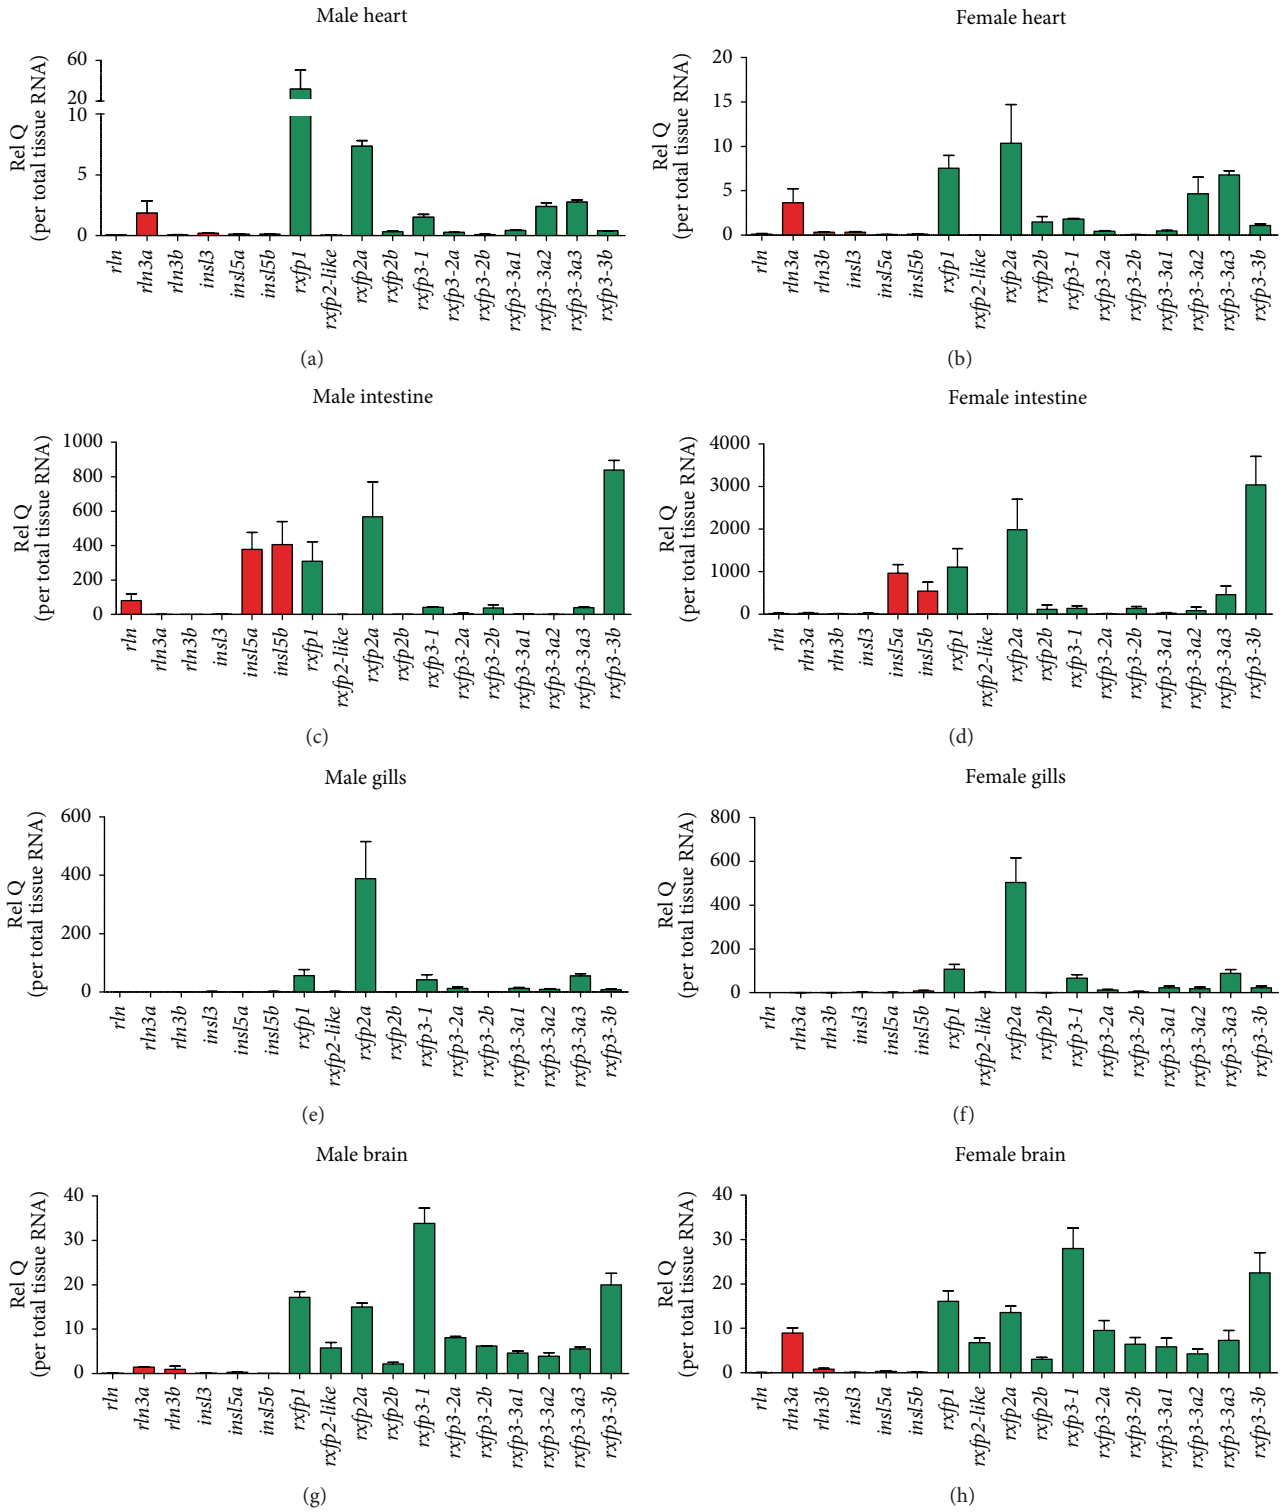 Male heart
Rel Q
(per total tissue RNA)
60
20
10
5
0
rln
rln3a
rln3b
insl3
insl5a
insl5b
rxfp1
rxfp2-like
rxfp2a
rxfp2b
rxfp3-1
rxfp3-2a
rxfp3-2b
rxfp3-3a1
rxfp3-3a2
rxfp3-3a3
rxfp3-3b
(a)
Female heart
Rel Q
(per total tissue RNA)
20
15
10
5
0
rln
rln3a
rln3b
insl3
insl5a
insl5b
rxfp1
rxfp2-like
rxfp2a
rxfp2b
rxfp3-1
rxfp3-2a
rxfp3-2b
rxfp3-3a1
rxfp3-3a2
rxfp3-3a3
rxfp3-3b
(b)
Male intestine
Rel Q
(per total tissue RNA)
1000
800
600
400
200
0
rln
rln3a
rln3b
insl3
insl5a
insl5b
rxfp1
rxfp2-like
rxfp2a
rxfp2b
rxfp3-1
rxfp3-2a
rxfp3-2b
rxfp3-3a1
rxfp3-3a2
rxfp3-3a3
rxfp3-3b
(c)
Female intestine
Rel Q
(per total tissue RNA)
4000
3000
2000
1000
0
rln
rln3a
rln3b
insl3
insl5a
insl5b
rxfp1
rxfp2-like
rxfp2a
rxfp2b
rxfp3-1
rxfp3-2a
rxfp3-2b
rxfp3-3a1
rxfp3-3a2
rxfp3-3a3
rxfp3-3b
(d)
Male gills
Rel Q
(per total tissue RNA)
600
400
200
0
rln
rln3a
rln3b
insl3
insl5a
insl5b
rxfp1
rxfp2-like
rxfp2a
rxfp2b
rxfp3-1
rxfp3-2a
rxfp3-2b
rxfp3-3a1
rxfp3-3a2
rxfp3-3a3
rxfp3-3b
(e)
Female gills
Rel Q
(per total tissue RNA)
800
600
400
200
0
rln
rln3a
rln3b
insl3
insl5a
insl5b
rxfp1
rxfp2-like
rxfp2a
rxfp2b
rxfp3-1
rxfp3-2a
rxfp3-2b
rxfp3-3a1
rxfp3-3a2
rxfp3-3a3
rxfp3-3b
(f)
Male brain
Rel Q
(per total tissue RNA)
40
30
20
10
0
rln
rln3a
rln3b
insl3
insl5a
insl5b
rxfp1
rxfp2-like
rxfp2a
rxfp2b
rxfp3-1
rxfp3-2a
rxfp3-2b
rxfp3-3a1
rxfp3-3a2
rxfp3-3a3
rxfp3-3b
(g)
Female brain
Rel Q
(per total tissue RNA)
40
30
20
10
0
rln
rln3a
rln3b
insl3
insl5a
insl5b
rxfp1
rxfp2-like
rxfp2a
rxfp2b
rxfp3-1
rxfp3-2a
rxfp3-2b
rxfp3-3a1
rxfp3-3a2
rxfp3-3a3
rxfp3-3b
(h)